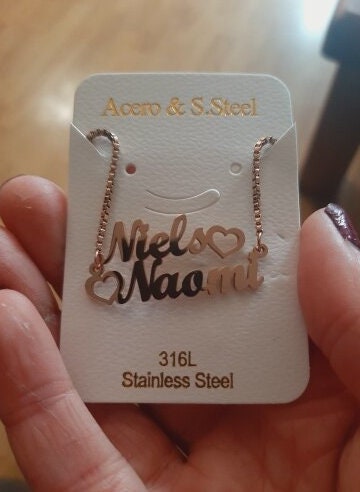 Acero & S.Steel
Niels
Naomi
316L
Stainless Steel